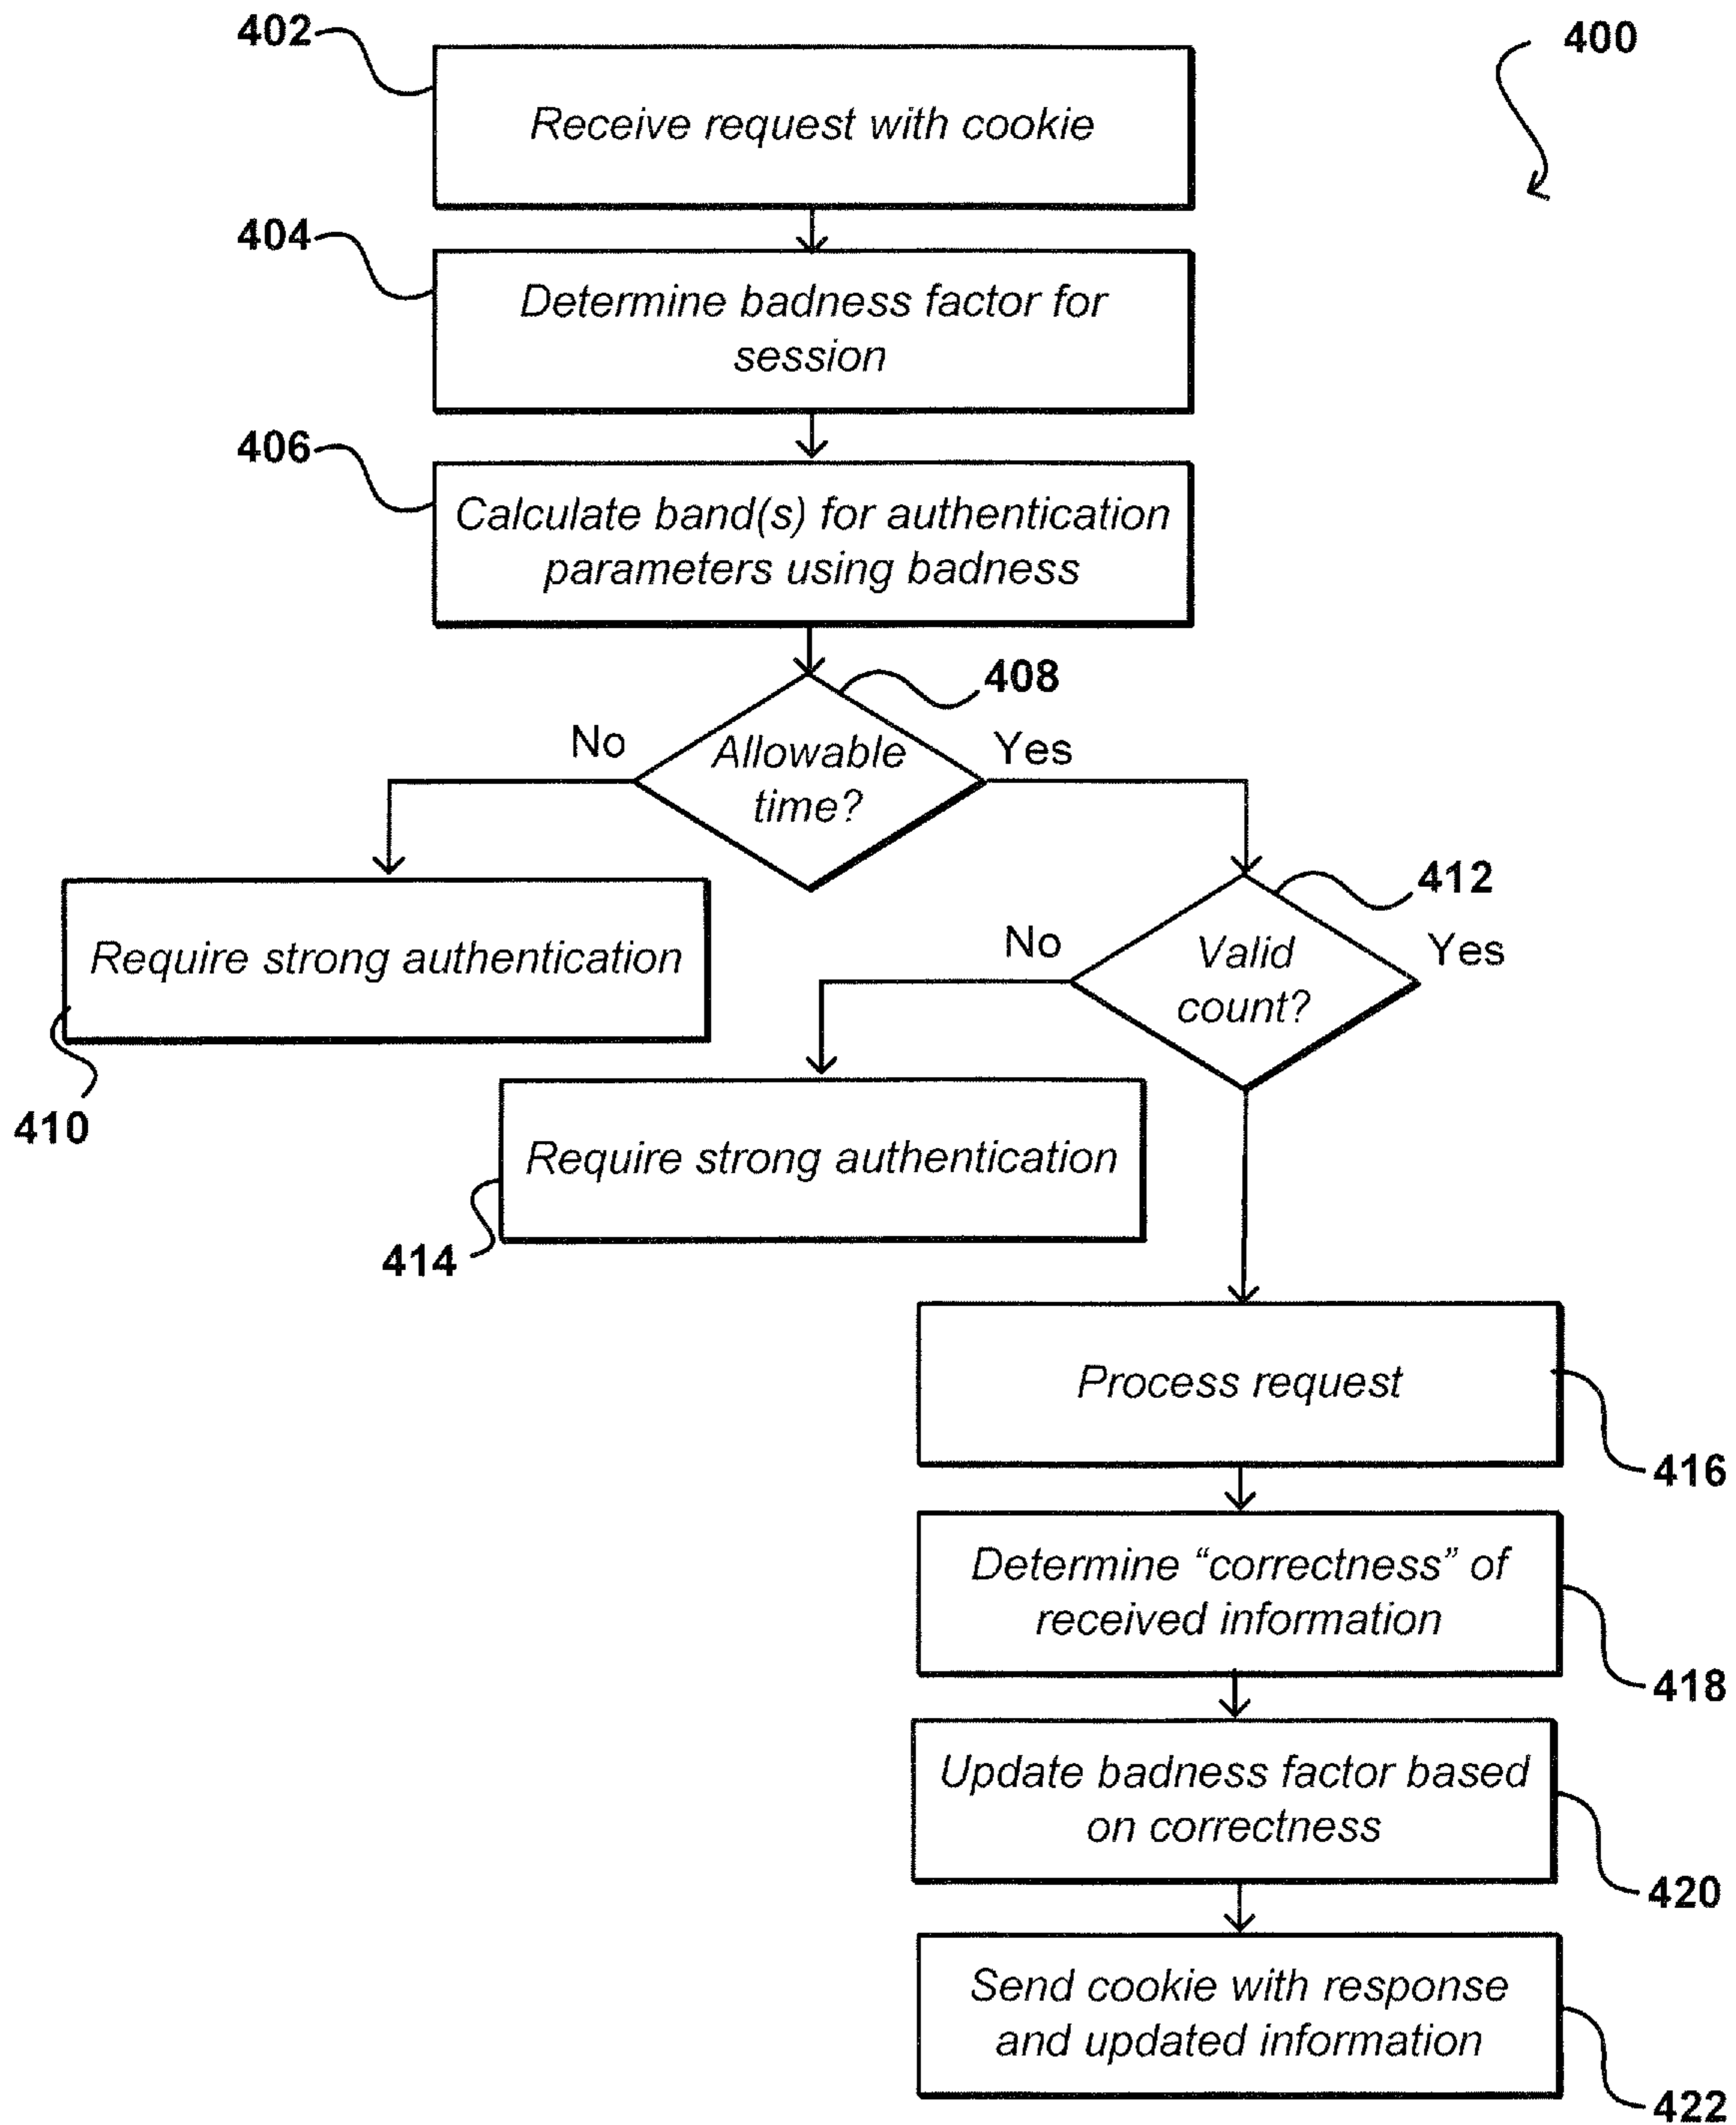 402
400
Receive request with cookie
404
Determine badness factor for
session
406
Calculate band(s) for authentication
parameters using badness
408
No
Yes
Allowable
time?
412
Require strong authentication
No
Yes
Valid
count?
410
Require strong authentication
414
Process request
416
Determine “correctness” of
received information
418
Update badness factor based
on correctness
420
Send cookie with response
and updated information
422